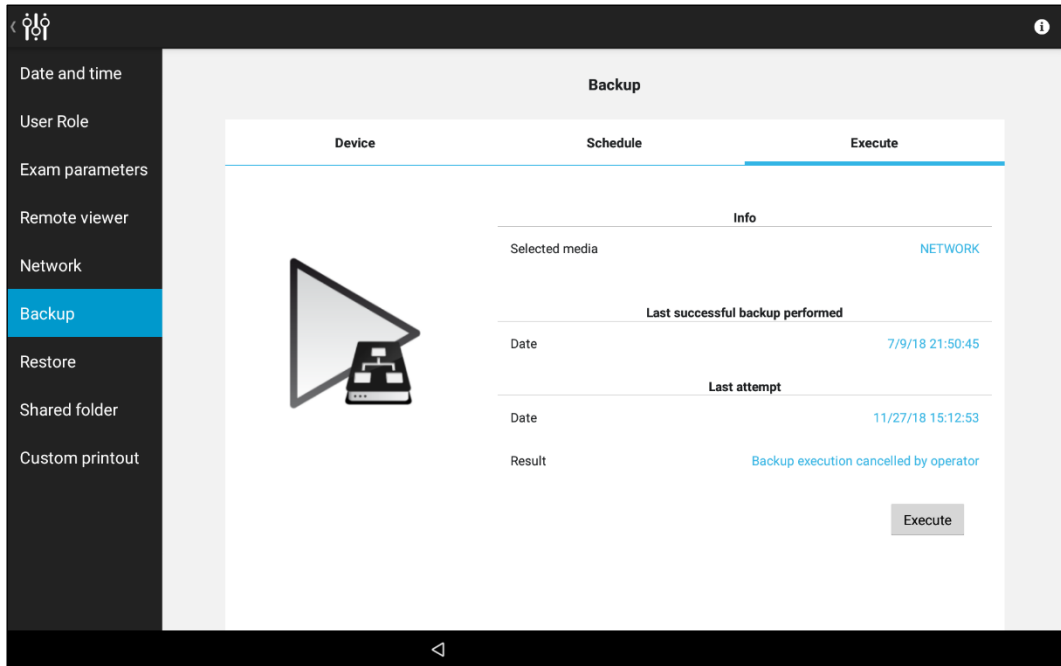 Date and time
User Role
Exam parameters
Remote viewer
Network
Backup
Restore
Shared folder
Custom printout
Backup
Device Schedule Execute
Info
Selected media NETWORK
Last successful backup performed
Date 7/9/18 21:50:45
Last attempt
Date 11/27/18 15:12:53
Result Backup execution cancelled by operator
Execute